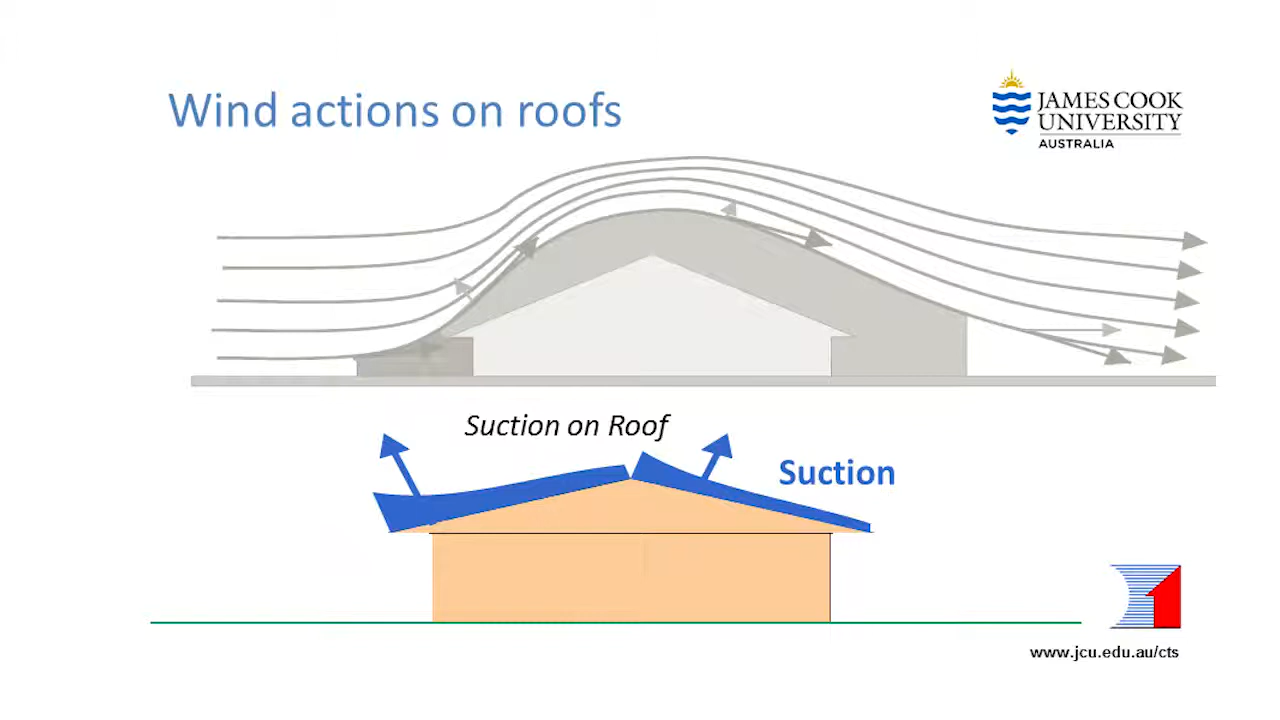 Wind actions on roofs
JAMES COOK
UNIVERSITY
AUSTRALIA
Suction on Roof
Suction
www.jcu.edu.au/cts